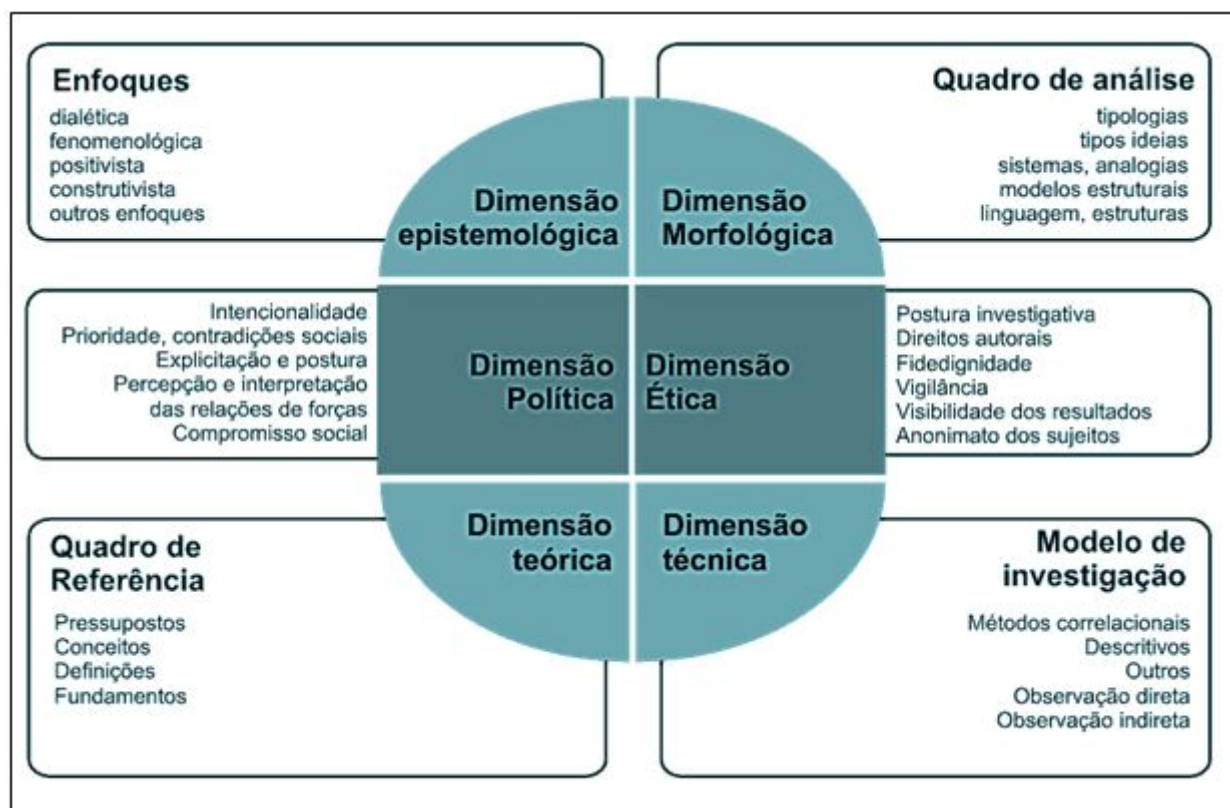 Enfoques
dialética
fenomenológica
positivista
construtivista
outros enfoques
Dimensão
epistemológica
Dimensão
Morfológica
Quadro de análise
tipologias
tipos ideias
sistemas, analogias
modelos estruturais
linguagem, estruturas
Intencionalidade
Prioridade, contradições sociais
Explicitação e postura
Percepção e interpretação
das relações de forças
Compromisso social
Dimensão
Política
Dimensão
Ética
Postura investigativa
Direitos autorais
Fidedignidade
Vigilância
Visibilidade dos resultados
Anonimato dos sujeitos
Quadro de
Referência
Pressupostos
Conceitos
Definições
Fundamentos
Dimensão
teórica
Dimensão
técnica
Modelo de
investigação
Métodos correlacionais
Descritivos
Outros
Observação direta
Observação indireta